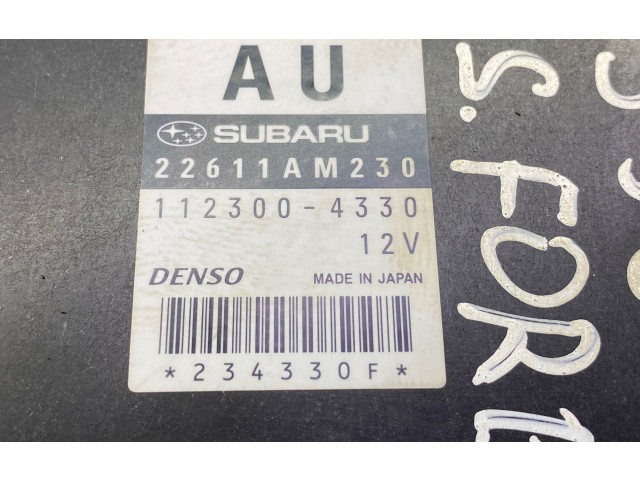 AU
SUBARU
22611AM230
112300-4330
12V
DENSO MADE IN JAPAN
*234330F*
S. FOR